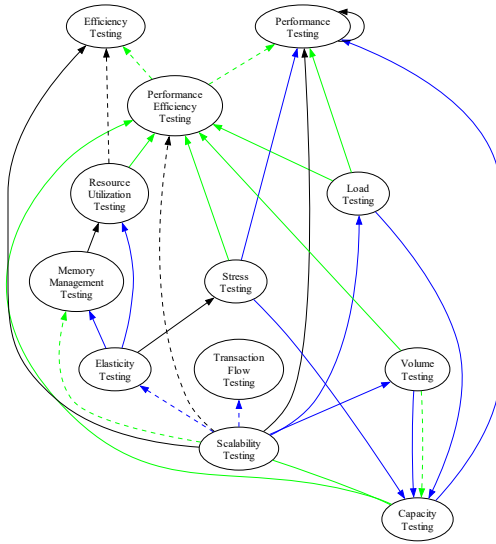 Efficiency
Testing
Performance
Testing
Performance
Efficiency
Testing
Resource
Utilization
Testing
Load
Testing
Memory
Management
Testing
Stress
Testing
Elasticity
Testing
Transaction
Flow
Testing
Volume
Testing
Scalability
Testing
Capacity
Testing